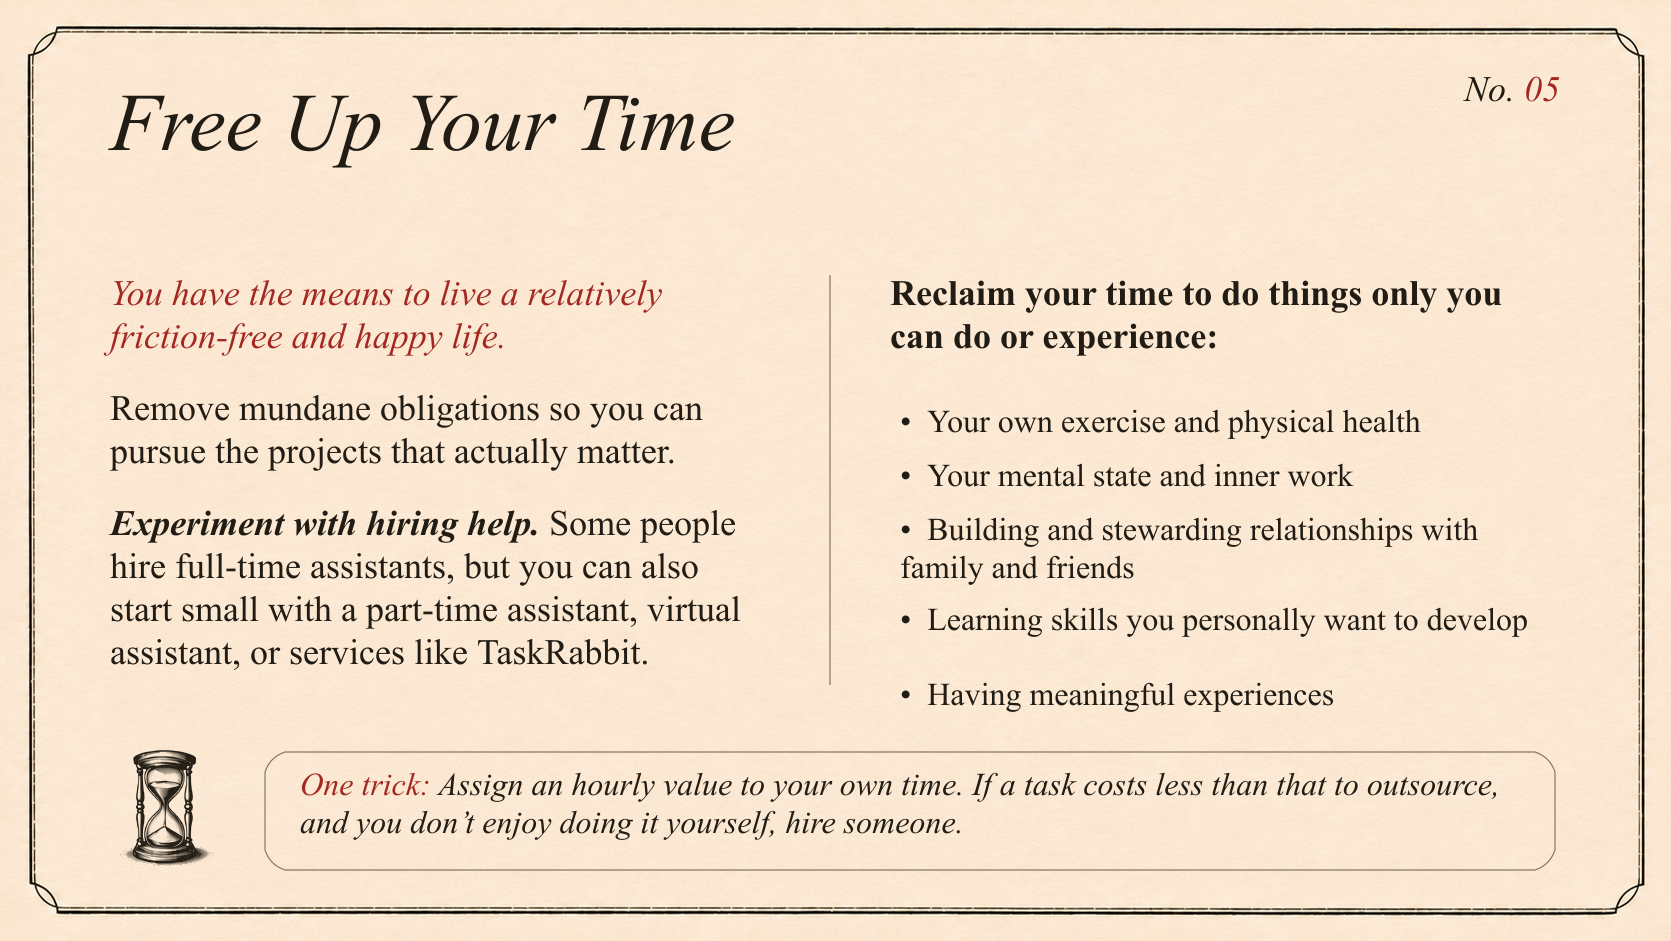 Free Up Your Time
No. 05
You have the means to live a relatively
friction-free and happy life.
Remove mundane obligations so you can
pursue the projects that actually matter.
Experiment with hiring help. Some people
hire full-time assistants, but you can also
start small with a part-time assistant, virtual
assistant, or services like TaskRabbit.
Reclaim your time to do things only you
can do or experience:
• Your own exercise and physical health
• Your mental state and inner work
• Building and stewarding relationships with
family and friends
• Learning skills you personally want to develop
• Having meaningful experiences
One trick: Assign an hourly value to your own time. If a task costs less than that to outsource,
and you don’t enjoy doing it yourself, hire someone.